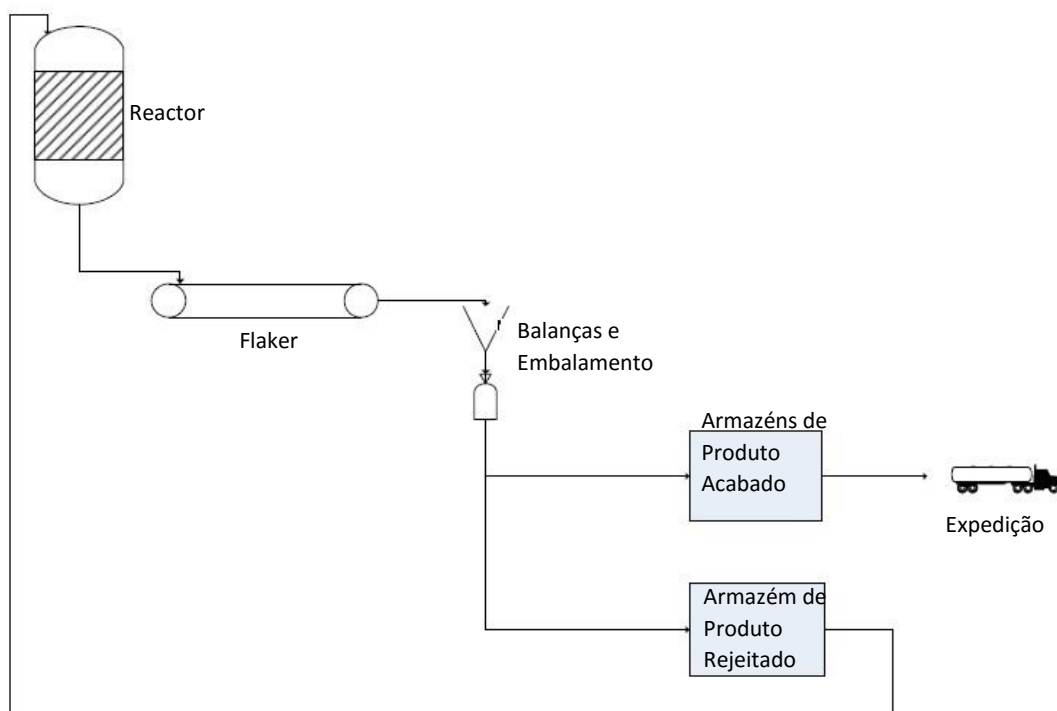 Reactor
Flaker
Balanças e
Embalamento
Armazéns de
Produto
Acabado
Expedição
Armazém de
Produto
Rejeitado